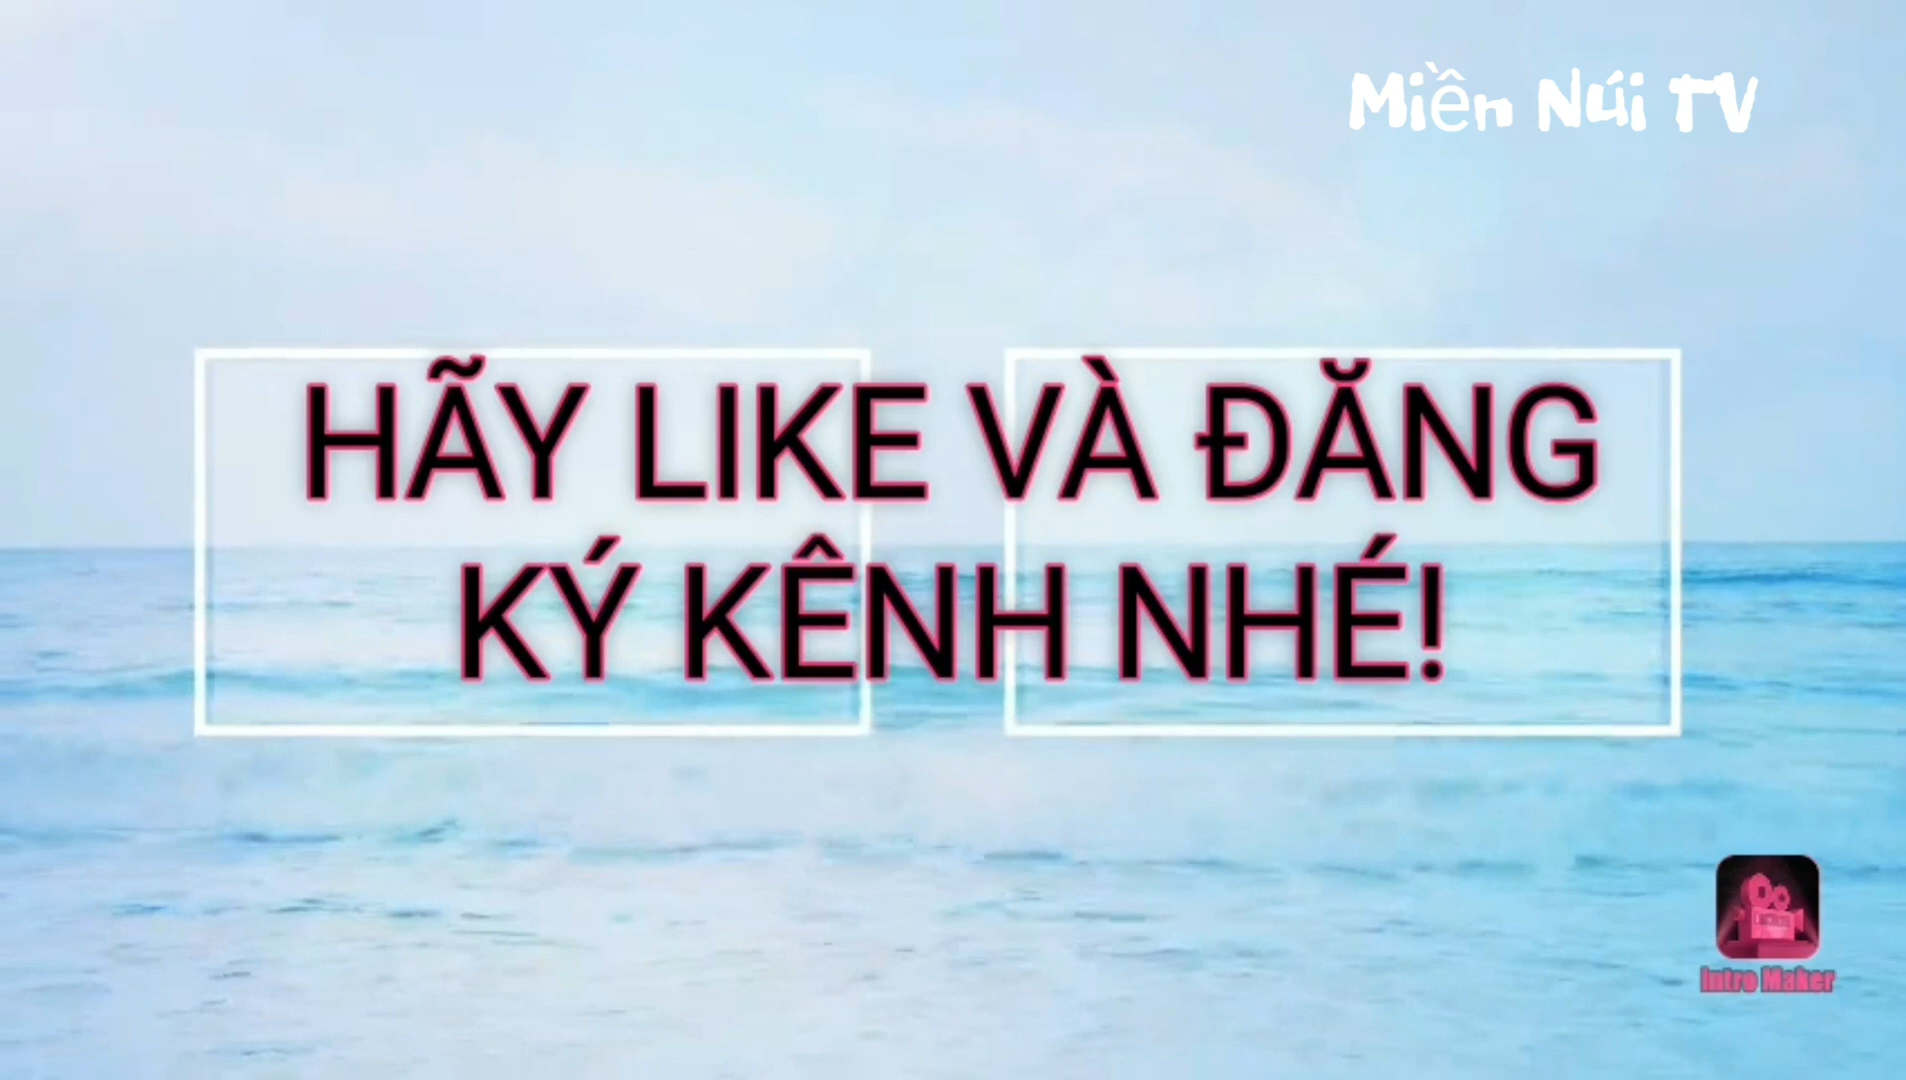 Miền Núi TV
HÃY LIKE VÀ ĐĂNG
KÝ KÊNH NHÉ!
Intro Maker